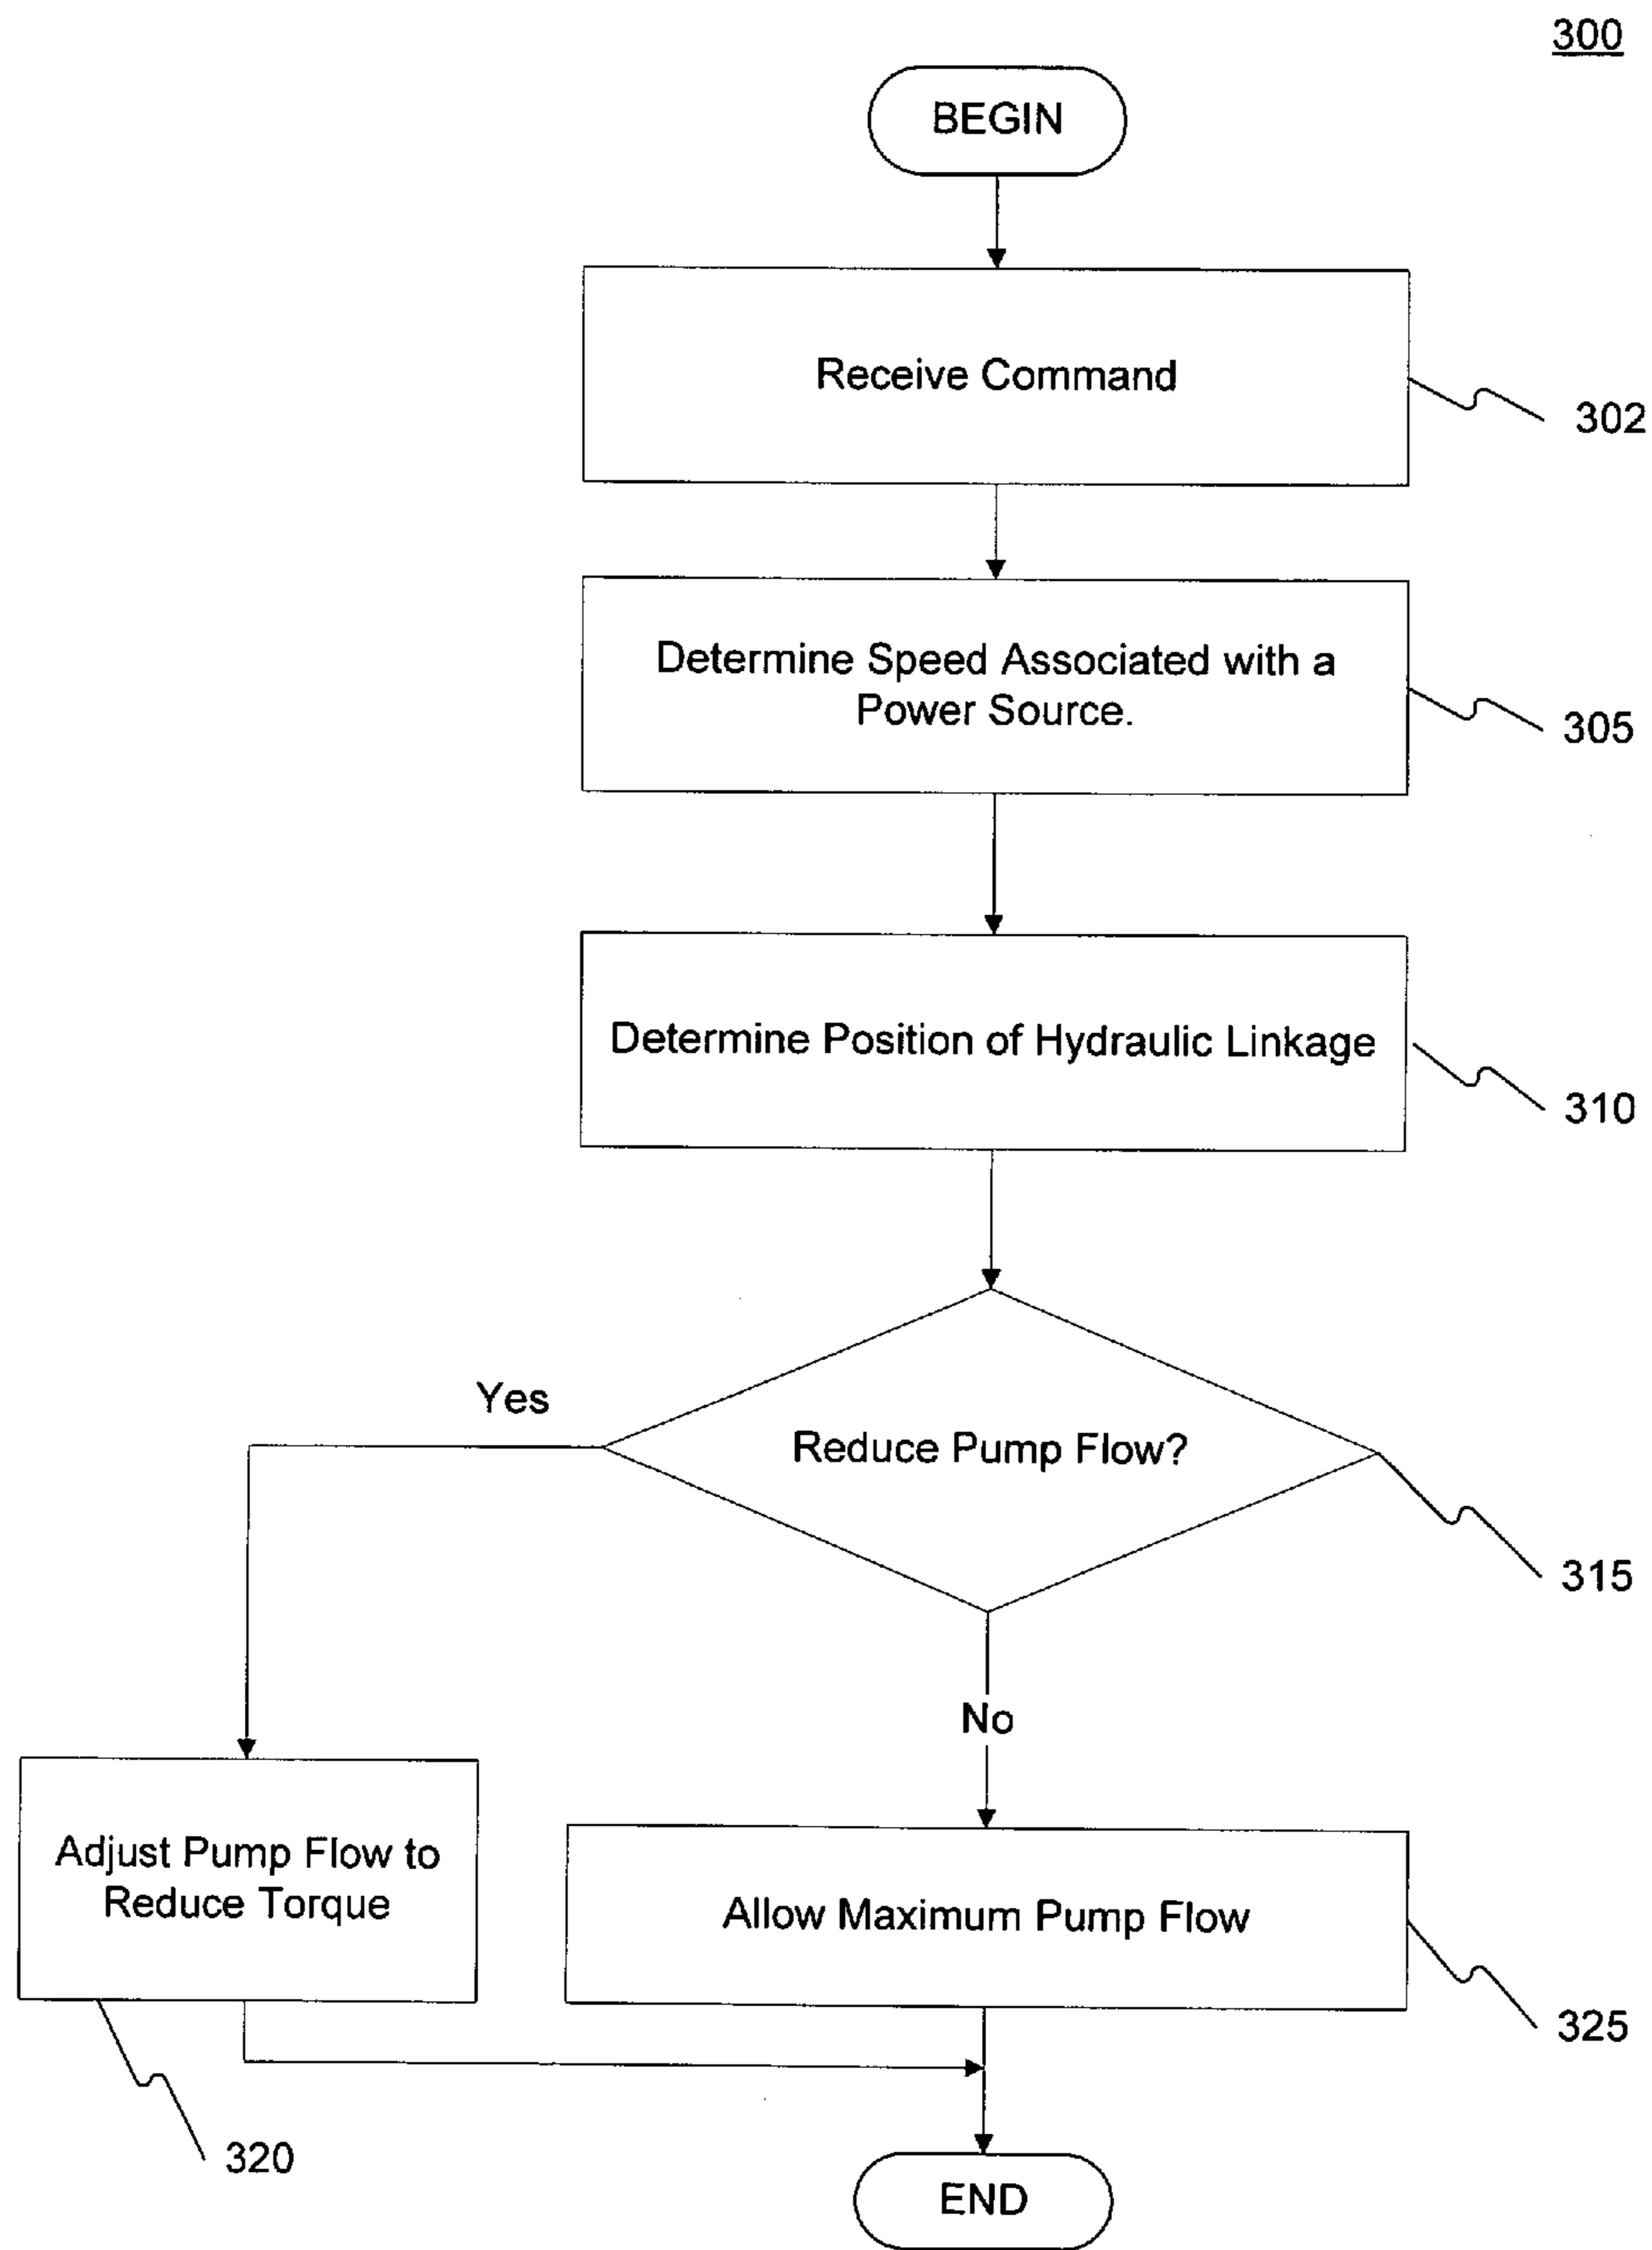 300
BEGIN
Receive Command
302
Determine Speed Associated with a
Power Source.
305
Determine Position of Hydraulic Linkage
310
Yes
Reduce Pump Flow?
315
No
Adjust Pump Flow to
Reduce Torque
Allow Maximum Pump Flow
325
320
END